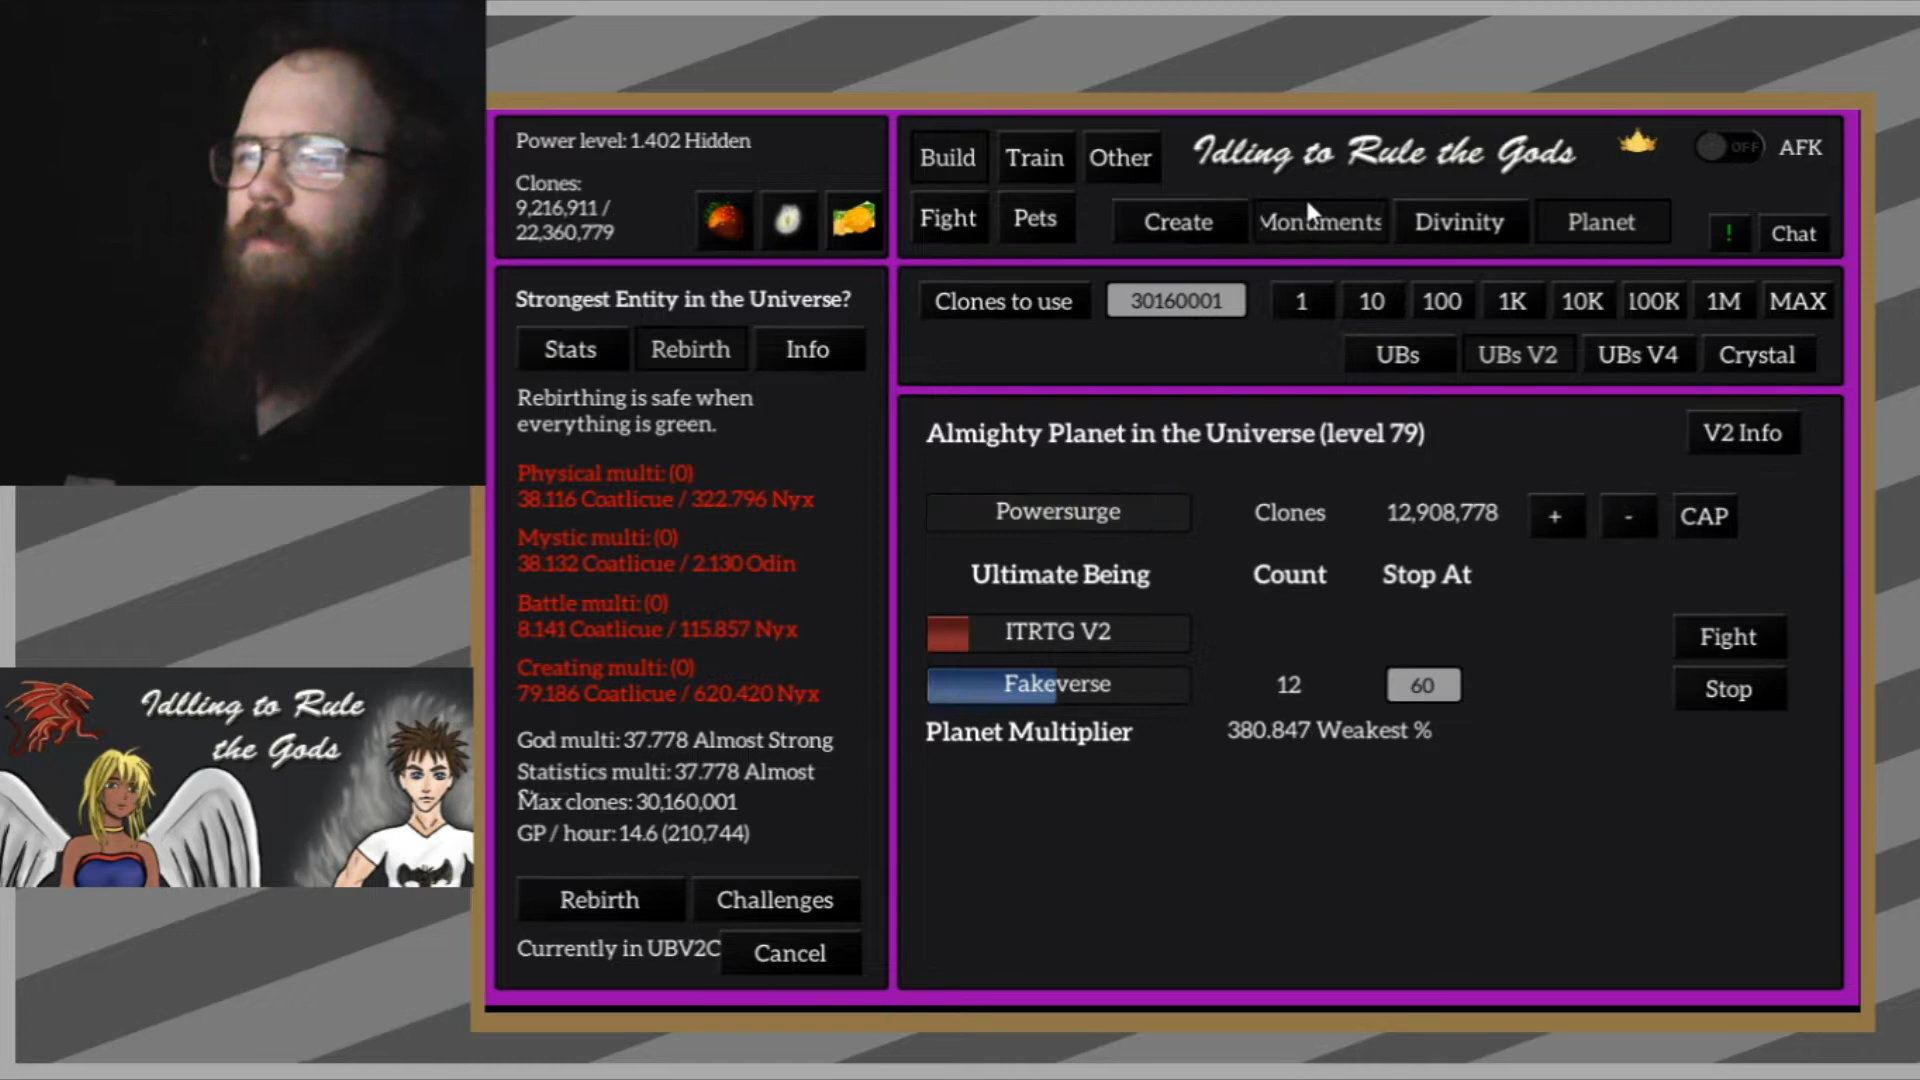 Power level: 1.402 Hidden
Clones:
9,216,911 /
22,360,779
Build
Train
Other
Idling to Rule the Gods
OFF
AFK
Fight
Pets
Create
Monuments
Divinity
Planet
!
Chat
Strongest Entity in the Universe?
Stats
Rebirth
Info
Rebirthing is safe when
everything is green.
Physical multi: (0)
38.116 Coatlicue / 322.796 Nyx
Mystic multi: (0)
38.132 Coatlicue / 2.130 Odin
Battle multi: (0)
8.141 Coatlicue / 115.857 Nyx
Creating multi: (0)
79.186 Coatlicue / 620.420 Nyx
God multi: 37.778 Almost Strong
Statistics multi: 37.778 Almost
Max clones: 30,160,001
GP / hour: 14.6 (210,744)
Rebirth
Challenges
Currently in UBV2C
Cancel
Clones to use
30160001
1
10
100
1K
10K
100K
1M
MAX
UBs
UBs V2
UBs V4
Crystal
Almighty Planet in the Universe (level 79)
V2 Info
Powersurge
Clones
12,908,778
+
-
CAP
Ultimate Being
Count
Stop At
ITRTG V2
Fight
Fakeverse
12
60
Stop
Planet Multiplier
380.847 Weakest %
Idlling to Rule
the Gods